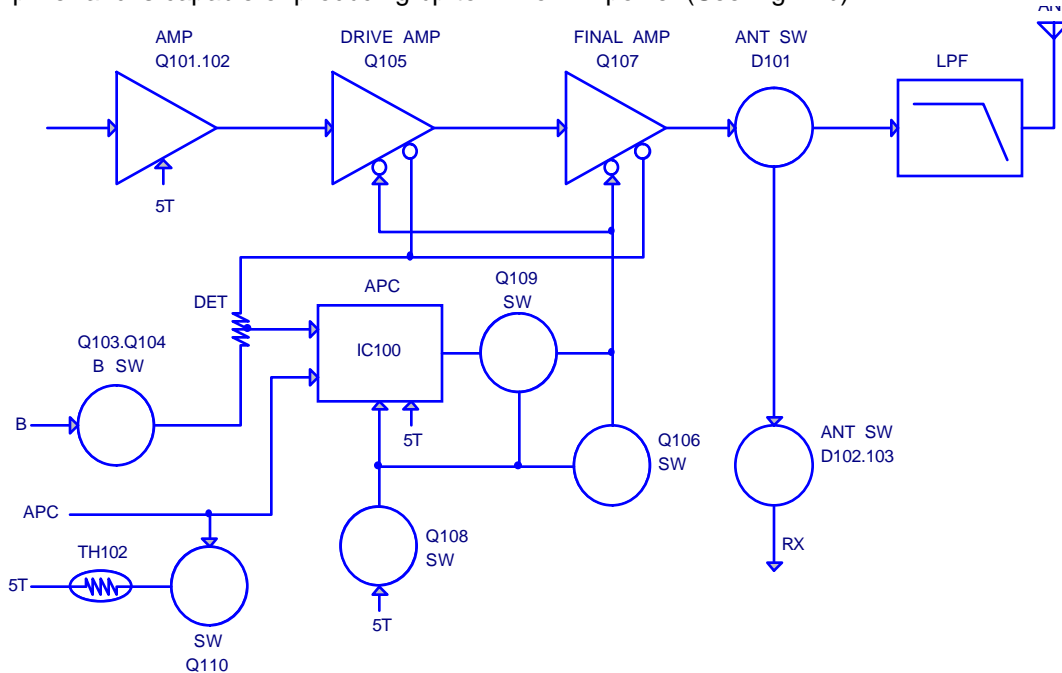 AMP
Q101.102
DRIVE AMP
Q105
FINAL AMP
Q107
ANT SW
D101
LPF
5T
DET
APC
IC100
Q109
SW
Q103.Q104
B SW
B
5T
Q106
SW
ANT SW
D102.103
APC
TH102
5T
Q108
SW
5T
SW
Q110
RX